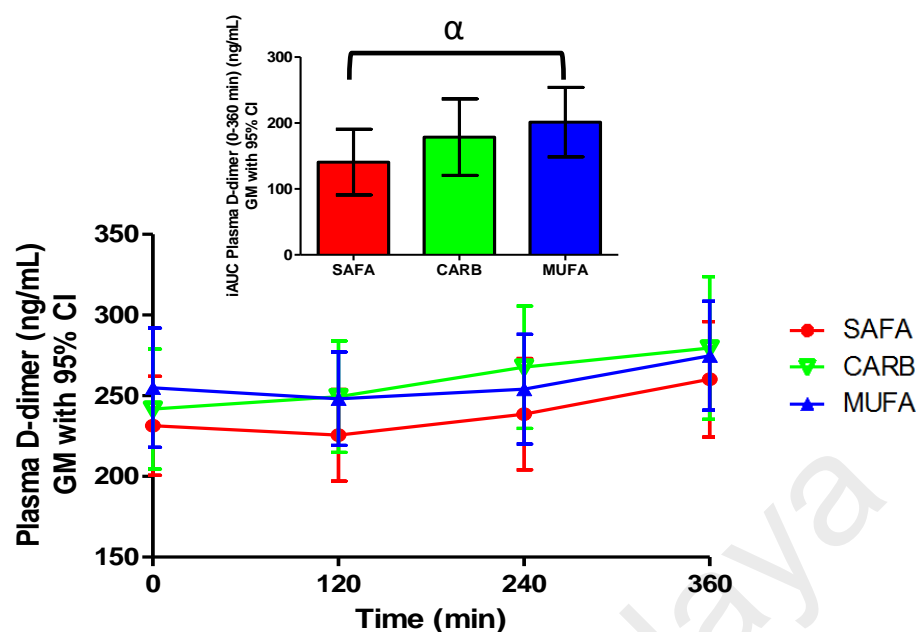 α
iAUC Plasma D-dimer (0-360 min) (ng/mL)
GM with 95% CI
300
200
100
0
SAFA CARB MUFA
Plasma D-dimer (ng/mL)
GM with 95% CI
350
300
250
200
150
0 120 240 360
Time (min)
SAFA
CARB
MUFA
laya